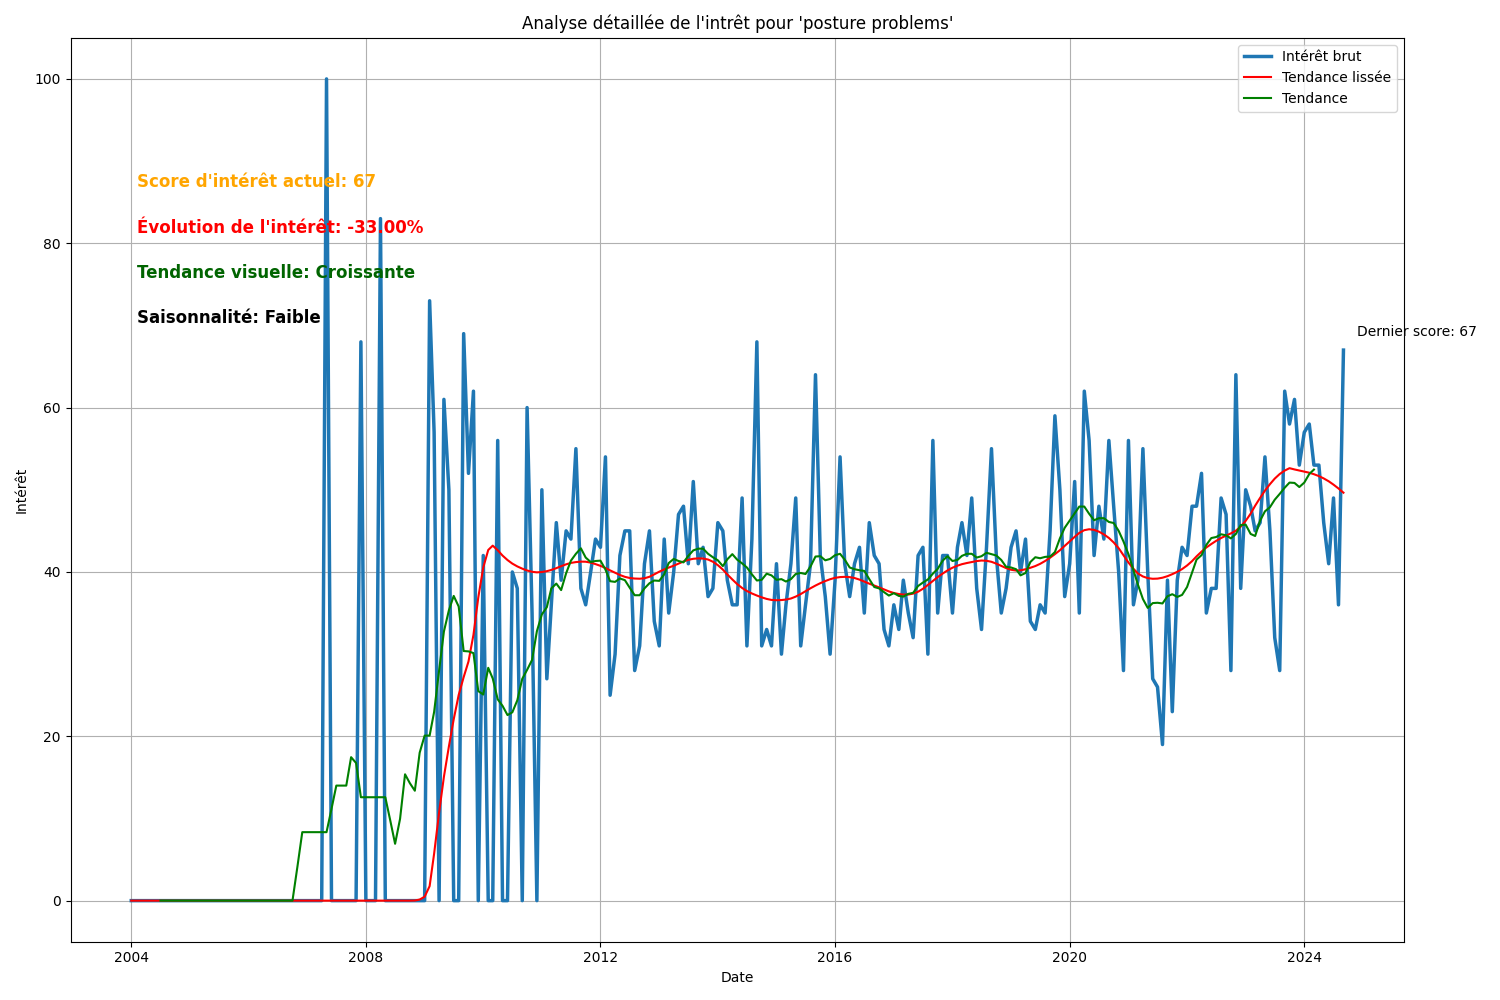 Analyse détaillée de l'intrêt pour 'posture problems'
Intérêt brut
Tendance lissée
Tendance
100
80
60
40
20
0
Intérêt
Score d'intérêt actuel: 67
Évolution de l'intérêt: -33.00%
Tendance visuelle: Croissante
Saisonnalité: Faible
Dernier score: 67
2004
2008
2012
2016
2020
2024
Date